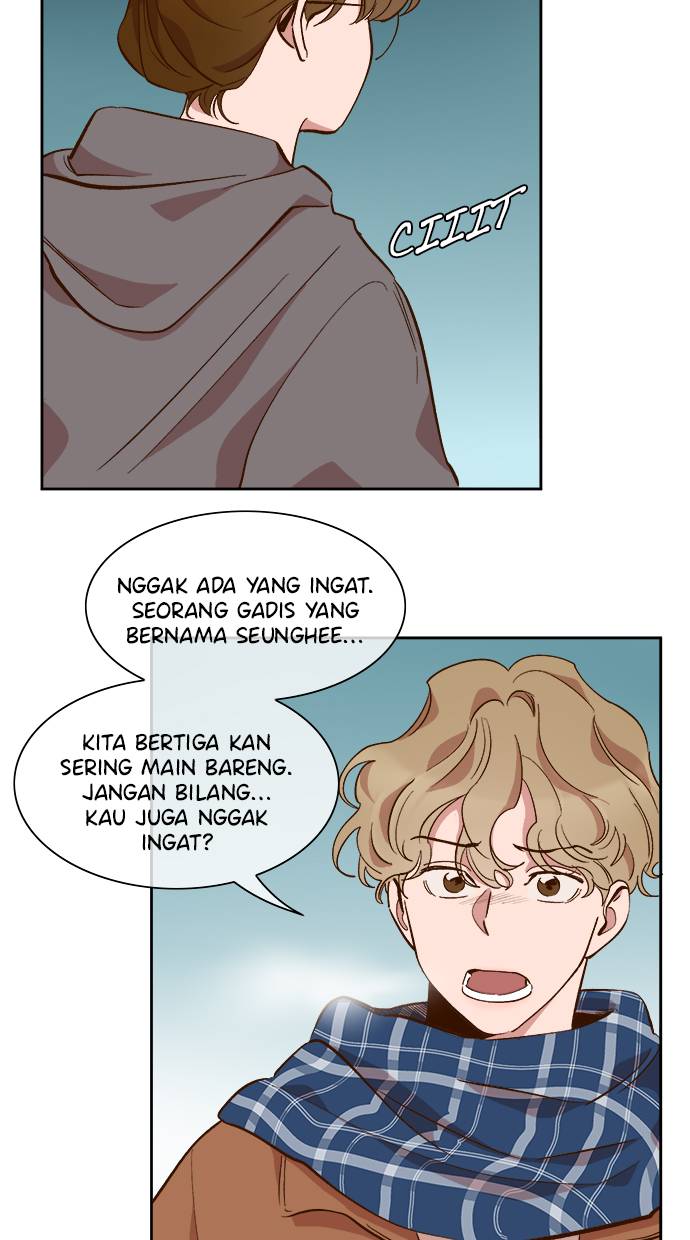 CIIIT
NGGAK ADA YANG INGAT.
SEORANG GADIS YANG
BERNAMA SEUNGHEE...
KITA BERTIGA KAN
SERING MAIN BARENG.
JANGAN BILANG...
KAU JUGA NGGAK
INGAT?